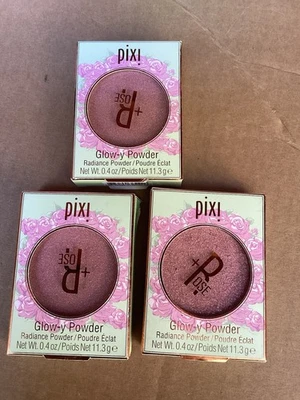 pixi
+ROSE
Glow-y Powder
Radiance Powder / Poudre Éclat
Net Wt. 0.4 oz / Poids Net 11.3 g e
pixi
+ROSE
Glow-y Powder
Radiance Powder / Poudre Éclat
Net Wt. 0.4 oz / Poids Net 11.3 g e
pixi
+ROSE
Glow-y Powder
Radiance Powder / Poudre Éclat
Net Wt. 0.4 oz / Poids Net 11.3 g e